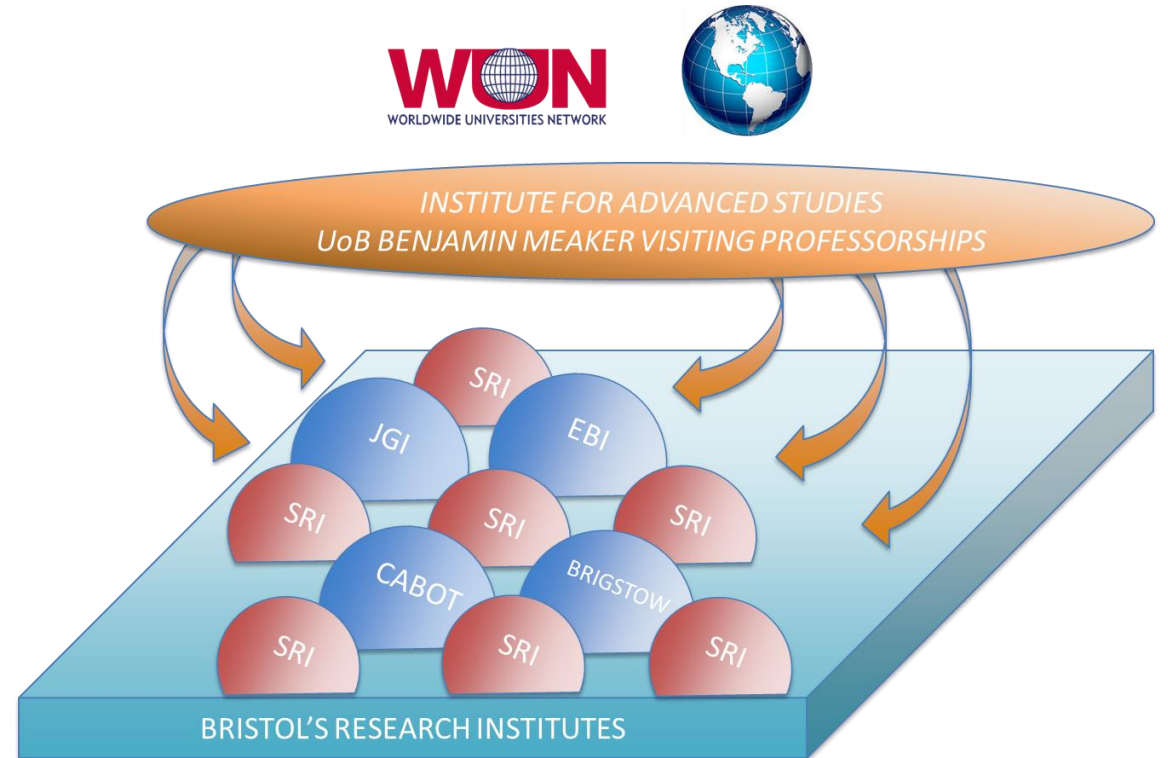 WUN
WORLDWIDE UNIVERSITIES NETWORK
INSTITUTE FOR ADVANCED STUDIES
UoB BENJAMIN MEAKER VISITING PROFESSORSHIPS
SRI
JGI
EBI
SRI
SRI
SRI
CABOT
BRIGSTOW
SRI
SRI
SRI
BRISTOL'S RESEARCH INSTITUTES